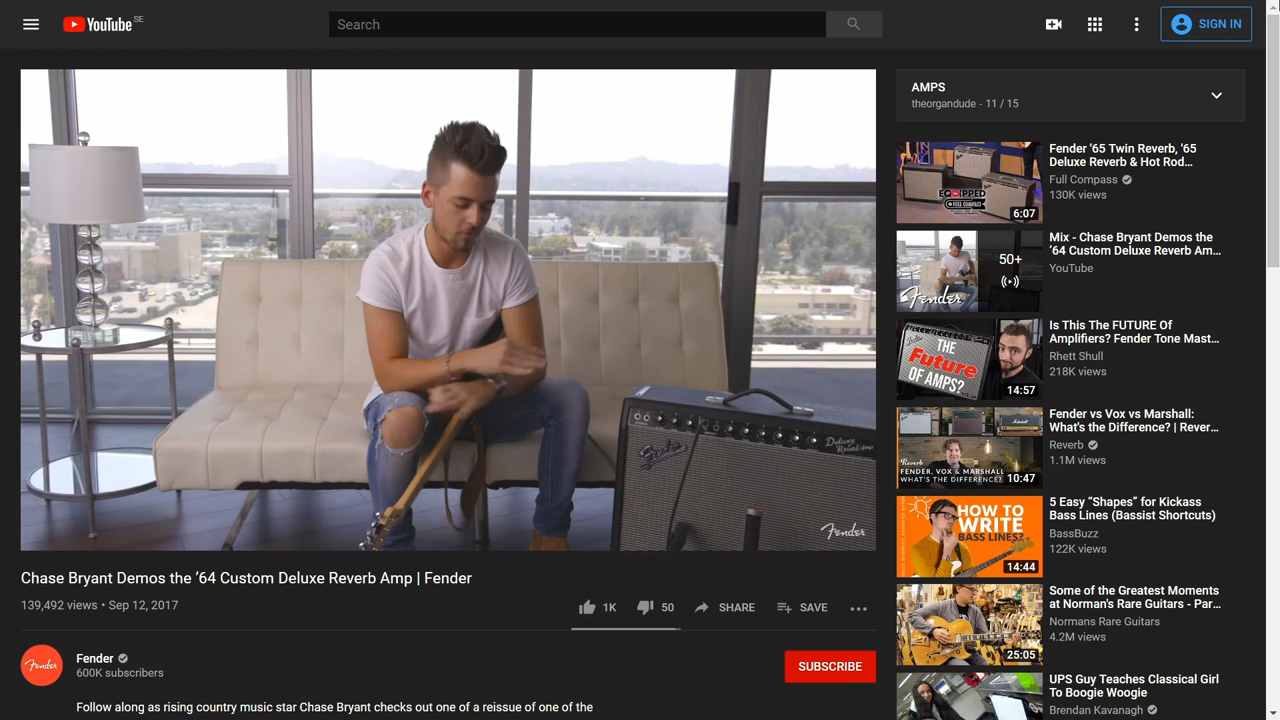 YouTube SE
Search
SIGN IN
Fender
Deluxe Reverb-Amp
Fender
Chase Bryant Demos the ‘64 Custom Deluxe Reverb Amp | Fender
139,492 views • Sep 12, 2017
1K
50
SHARE
SAVE
Fender
Fender
600K subscribers
SUBSCRIBE
Follow along as rising country music star Chase Bryant checks out one of a reissue of one of the
AMPS
theorgandude - 11 / 15
EQUIPPED
FULL COMPASS
6:07
Fender '65 Twin Reverb, '65
Deluxe Reverb & Hot Rod...
Full Compass
130K views
50+
Fender
Mix - Chase Bryant Demos the
‘64 Custom Deluxe Reverb Am...
YouTube
THE
Future
OF AMPS?
14:57
Is This The FUTURE Of
Amplifiers? Fender Tone Mast...
Rhett Shull
218K views
Marshall
Reverb
FENDER, VOX & MARSHALL
WHAT'S THE DIFFERENCE?
10:47
Fender vs Vox vs Marshall:
What's the Difference? | Rever...
Reverb
1.1M views
HOW TO
WRITE
BASS LINES?
14:44
5 Easy “Shapes” for Kickass
Bass Lines (Bassist Shortcuts)
BassBuzz
122K views
25:05
Some of the Greatest Moments
at Norman's Rare Guitars - Par...
Normans Rare Guitars
4.2M views
UPS Guy Teaches Classical Girl
To Boogie Woogie
Brendan Kavanagh